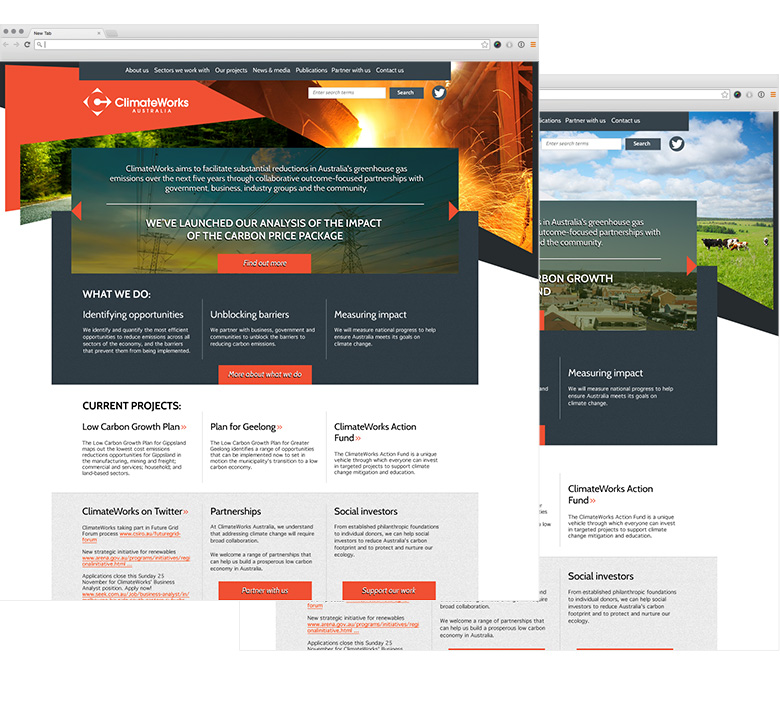 New Tab
About us Sectors we work with Our projects News & media Publications Partner with us Contact us
ClimateWorks
AUSTRALIA
Enter search terms
Search
ClimateWorks aims to facilitate substantial reductions in Australia's greenhouse gas
emissions over the next five years through collaborative outcome-focused partnerships with
government, business, industry groups and the community.
WE'VE LAUNCHED OUR ANALYSIS OF THE IMPACT
OF THE CARBON PRICE PACKAGE
Find out more
WHAT WE DO:
Identifying opportunities
We identify and quantify the most efficient
opportunities to reduce emissions across all
sectors of the economy, and the barriers
that prevent them from being implemented.
Unblocking barriers
We partner with business, government and
communities to unblock the barriers to
reducing carbon emissions.
Measuring impact
We will measure national progress to help
ensure Australia meets its goals on
climate change.
More about what we do
CURRENT PROJECTS:
Low Carbon Growth Plan»
The Low Carbon Growth Plan for Gippsland
maps out the lowest cost emissions
reductions opportunities for Gippsland in
the manufacturing, mining and freight;
commercial and services; household; and
land-based sectors.
Plan for Geelong»
The Low Carbon Growth Plan for Greater
Geelong identifies a range of opportunities
that can be implemented now to set in
motion the municipality's transition to a low
carbon economy.
ClimateWorks Action
Fund»
The ClimateWorks Action Fund is a unique
vehicle through which everyone can invest
in targeted projects to support climate
change mitigation and education.
ClimateWorks on Twitter»
ClimateWorks taking part in Future Grid
Forum process www.csiro.au/futuregrid-
forum
New strategic initiative for renewables
www.arena.gov.au/programs/initiatives/regi
onalinitiative.html ...
Applications close this Sunday 25
November for ClimateWorks' Business
Analyst position. Apply now!
www.seek.com.au/Job/business-analyst/in/
Partnerships
At ClimateWorks Australia, we understand
that addressing climate change will require
broad collaboration.
We welcome a range of partnerships that
can help us build a prosperous low carbon
economy in Australia.
Partner with us
Social investors
From established philanthropic foundations
to individual donors, we can help social
investors to reduce Australia's carbon
footprint and to protect and nurture our
ecology.
Support our work
ications Partner with us Contact us
Enter search terms
Search
s in Australia's greenhouse gas
utcome-focused partnerships with
d the community.
RBON GROWTH
ND
Measuring impact
We will measure national progress to help
ensure Australia meets its goals on
climate change.
ClimateWorks Action
Fund»
The ClimateWorks Action Fund is a unique
vehicle through which everyone can invest
in targeted projects to support climate
change mitigation and education.
Social investors
From established philanthropic foundations
to individual donors, we can help social
investors to reduce Australia's carbon
footprint and to protect and nurture our
ecology.
forum
New strategic initiative for renewables
www.arena.gov.au/programs/initiatives/regi
onalinitiative.html ...
Applications close this Sunday 25
November for ClimateWorks' Business
broad collaboration.
We welcome a range of partnerships that
can help us build a prosperous low carbon
economy in Australia.